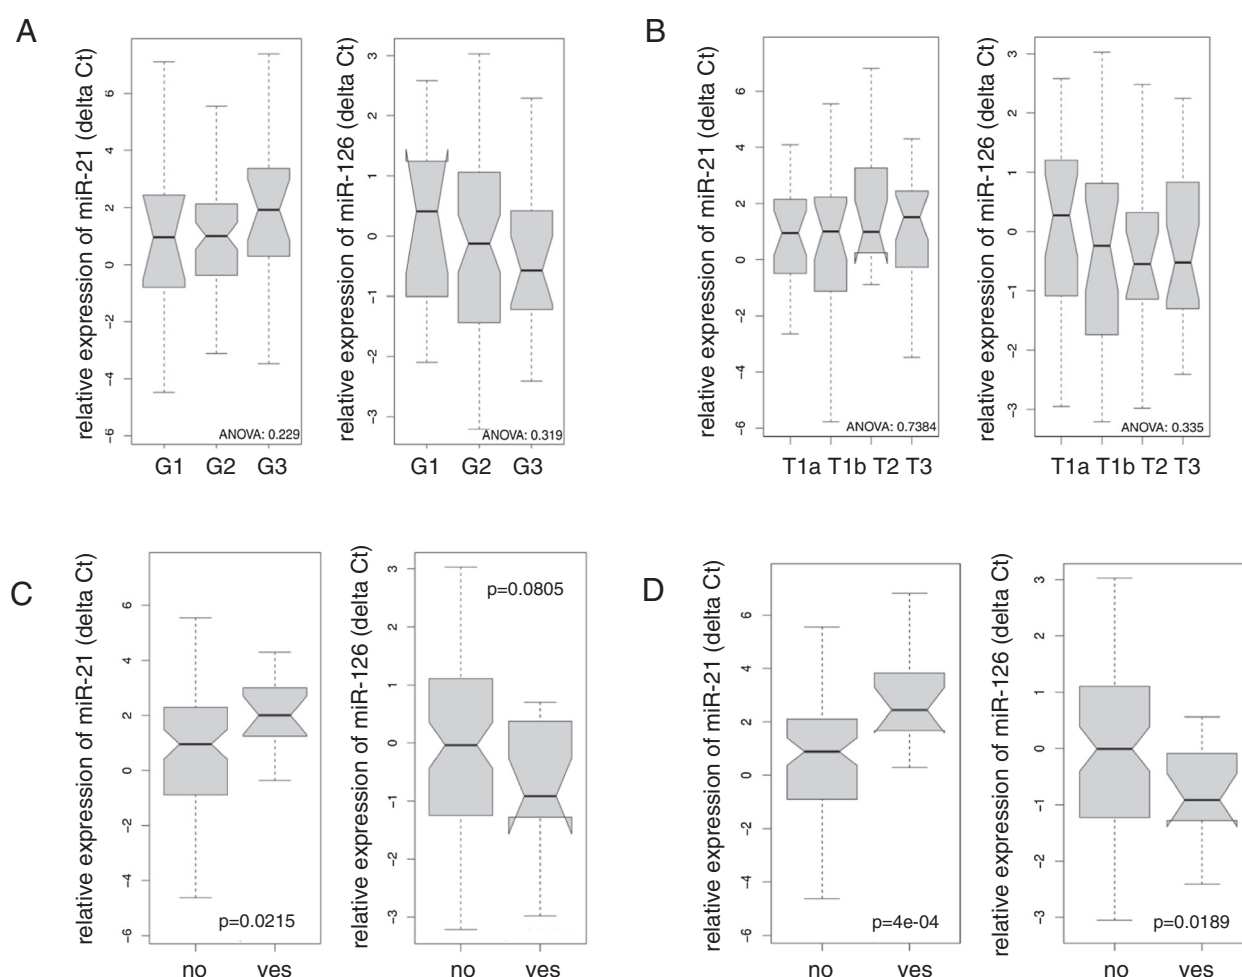 A
relative expression of miR-21 (delta Ct)
6
4
2
0
−2
−4
−6
ANOVA: 0.229
G1 G2 G3
relative expression of miR-126 (delta Ct)
3
2
1
0
−1
−2
−3
ANOVA: 0.319
G1 G2 G3
B
relative expression of miR-21 (delta Ct)
6
4
2
0
−2
−4
−6
ANOVA: 0.7384
T1a T1b T2 T3
relative expression of miR-126 (delta Ct)
3
2
1
0
−1
−2
−3
ANOVA: 0.335
T1a T1b T2 T3
C
relative expression of miR-21 (delta Ct)
6
4
2
0
−2
−4
−6
p=0.0215
no yes
relative expression of miR-126 (delta Ct)
3
2
1
0
−1
−2
−3
p=0.0805
no yes
D
relative expression of miR-21 (delta Ct)
6
4
2
0
−2
−4
−6
p=4e-04
no yes
relative expression of miR-126 (delta Ct)
3
2
1
0
−1
−2
−3
p=0.0189
no yes